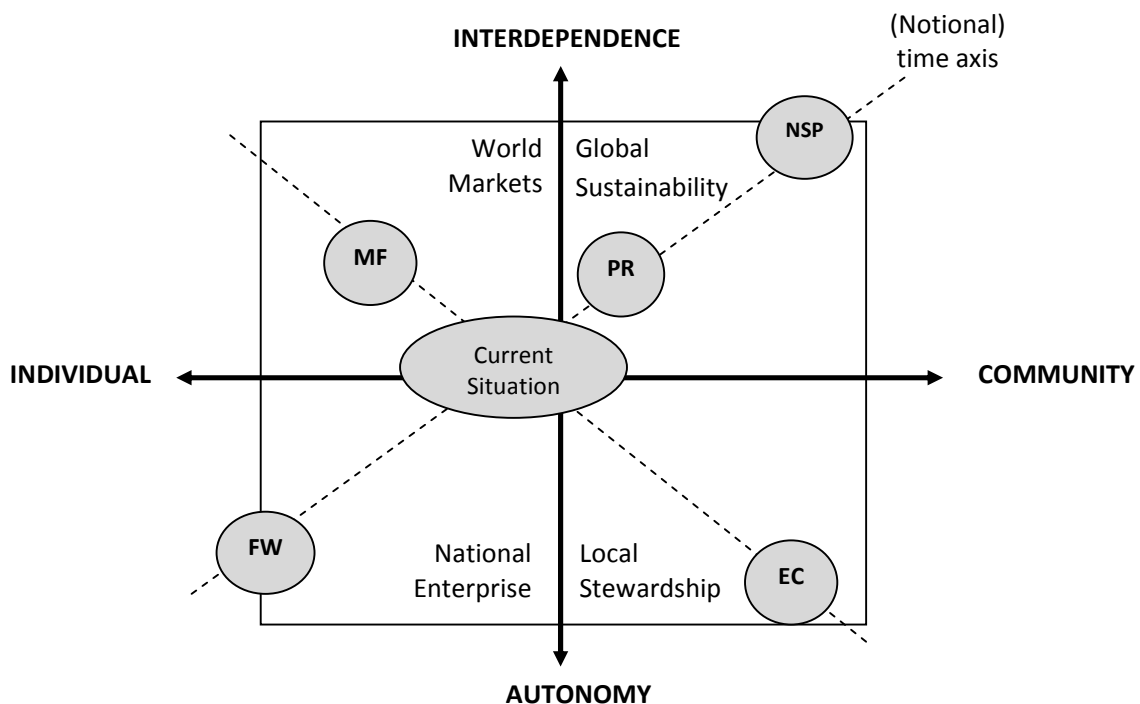 (Notional)
time axis
INTERDEPENDENCE
NSP
World
Markets
Global
Sustainability
MF
PR
Current
Situation
INDIVIDUAL
COMMUNITY
FW
National
Enterprise
Local
Stewardship
EC
AUTONOMY